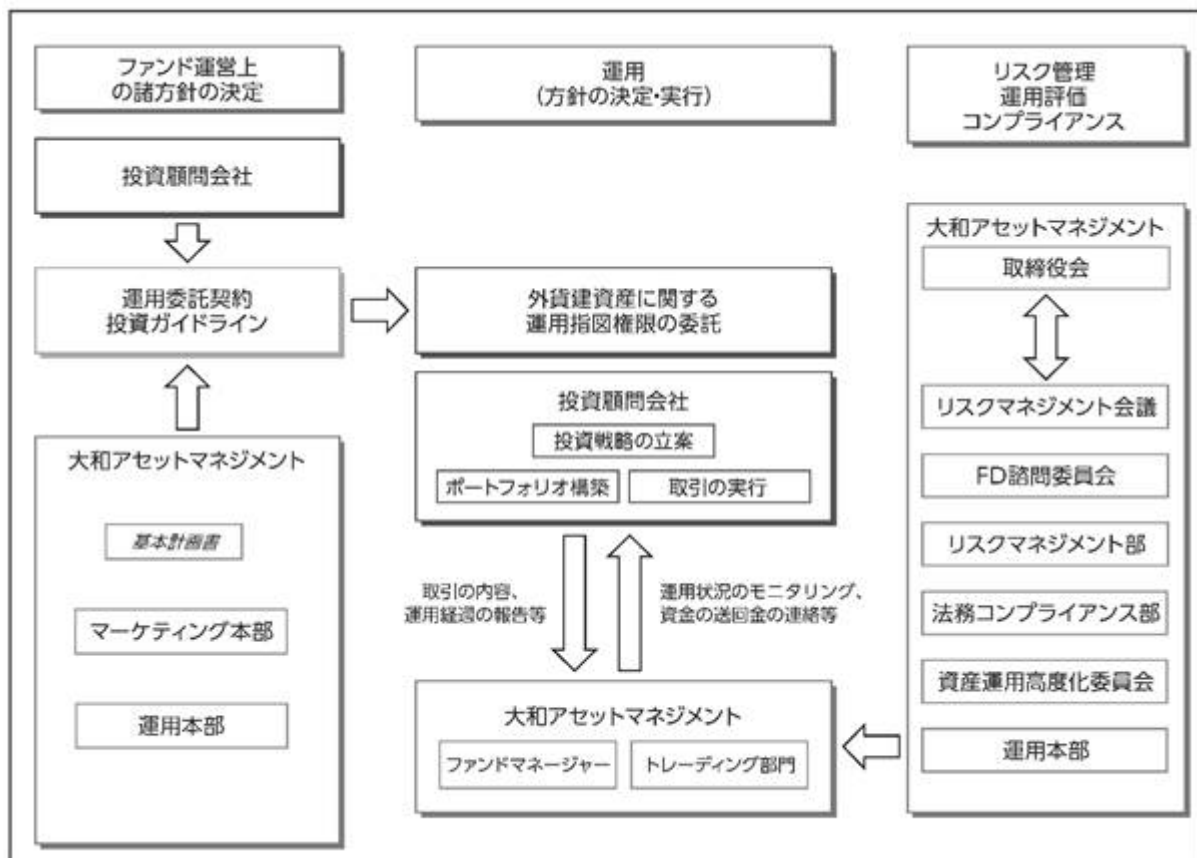 ファンド運営上
の諸方針の決定
投資顧問会社
運用委託契約
投資ガイドライン
大和アセットマネジメント
基本計画書
マーケティング本部
運用本部
運用
(方針の決定・実行)
外貨建資産に関する
運用指図権限の委託
投資顧問会社
投資戦略の立案
ポートフォリオ構築
取引の実行
取引の内容、
運用経過の報告等
運用状況のモニタリング、
資金の送回金の連絡等
大和アセットマネジメント
ファンドマネージャー
トレーディング部門
リスク管理
運用評価
コンプライアンス
大和アセットマネジメント
取締役会
リスクマネジメント会議
FD諮問委員会
リスクマネジメント部
法務コンプライアンス部
資産運用高度化委員会
運用本部